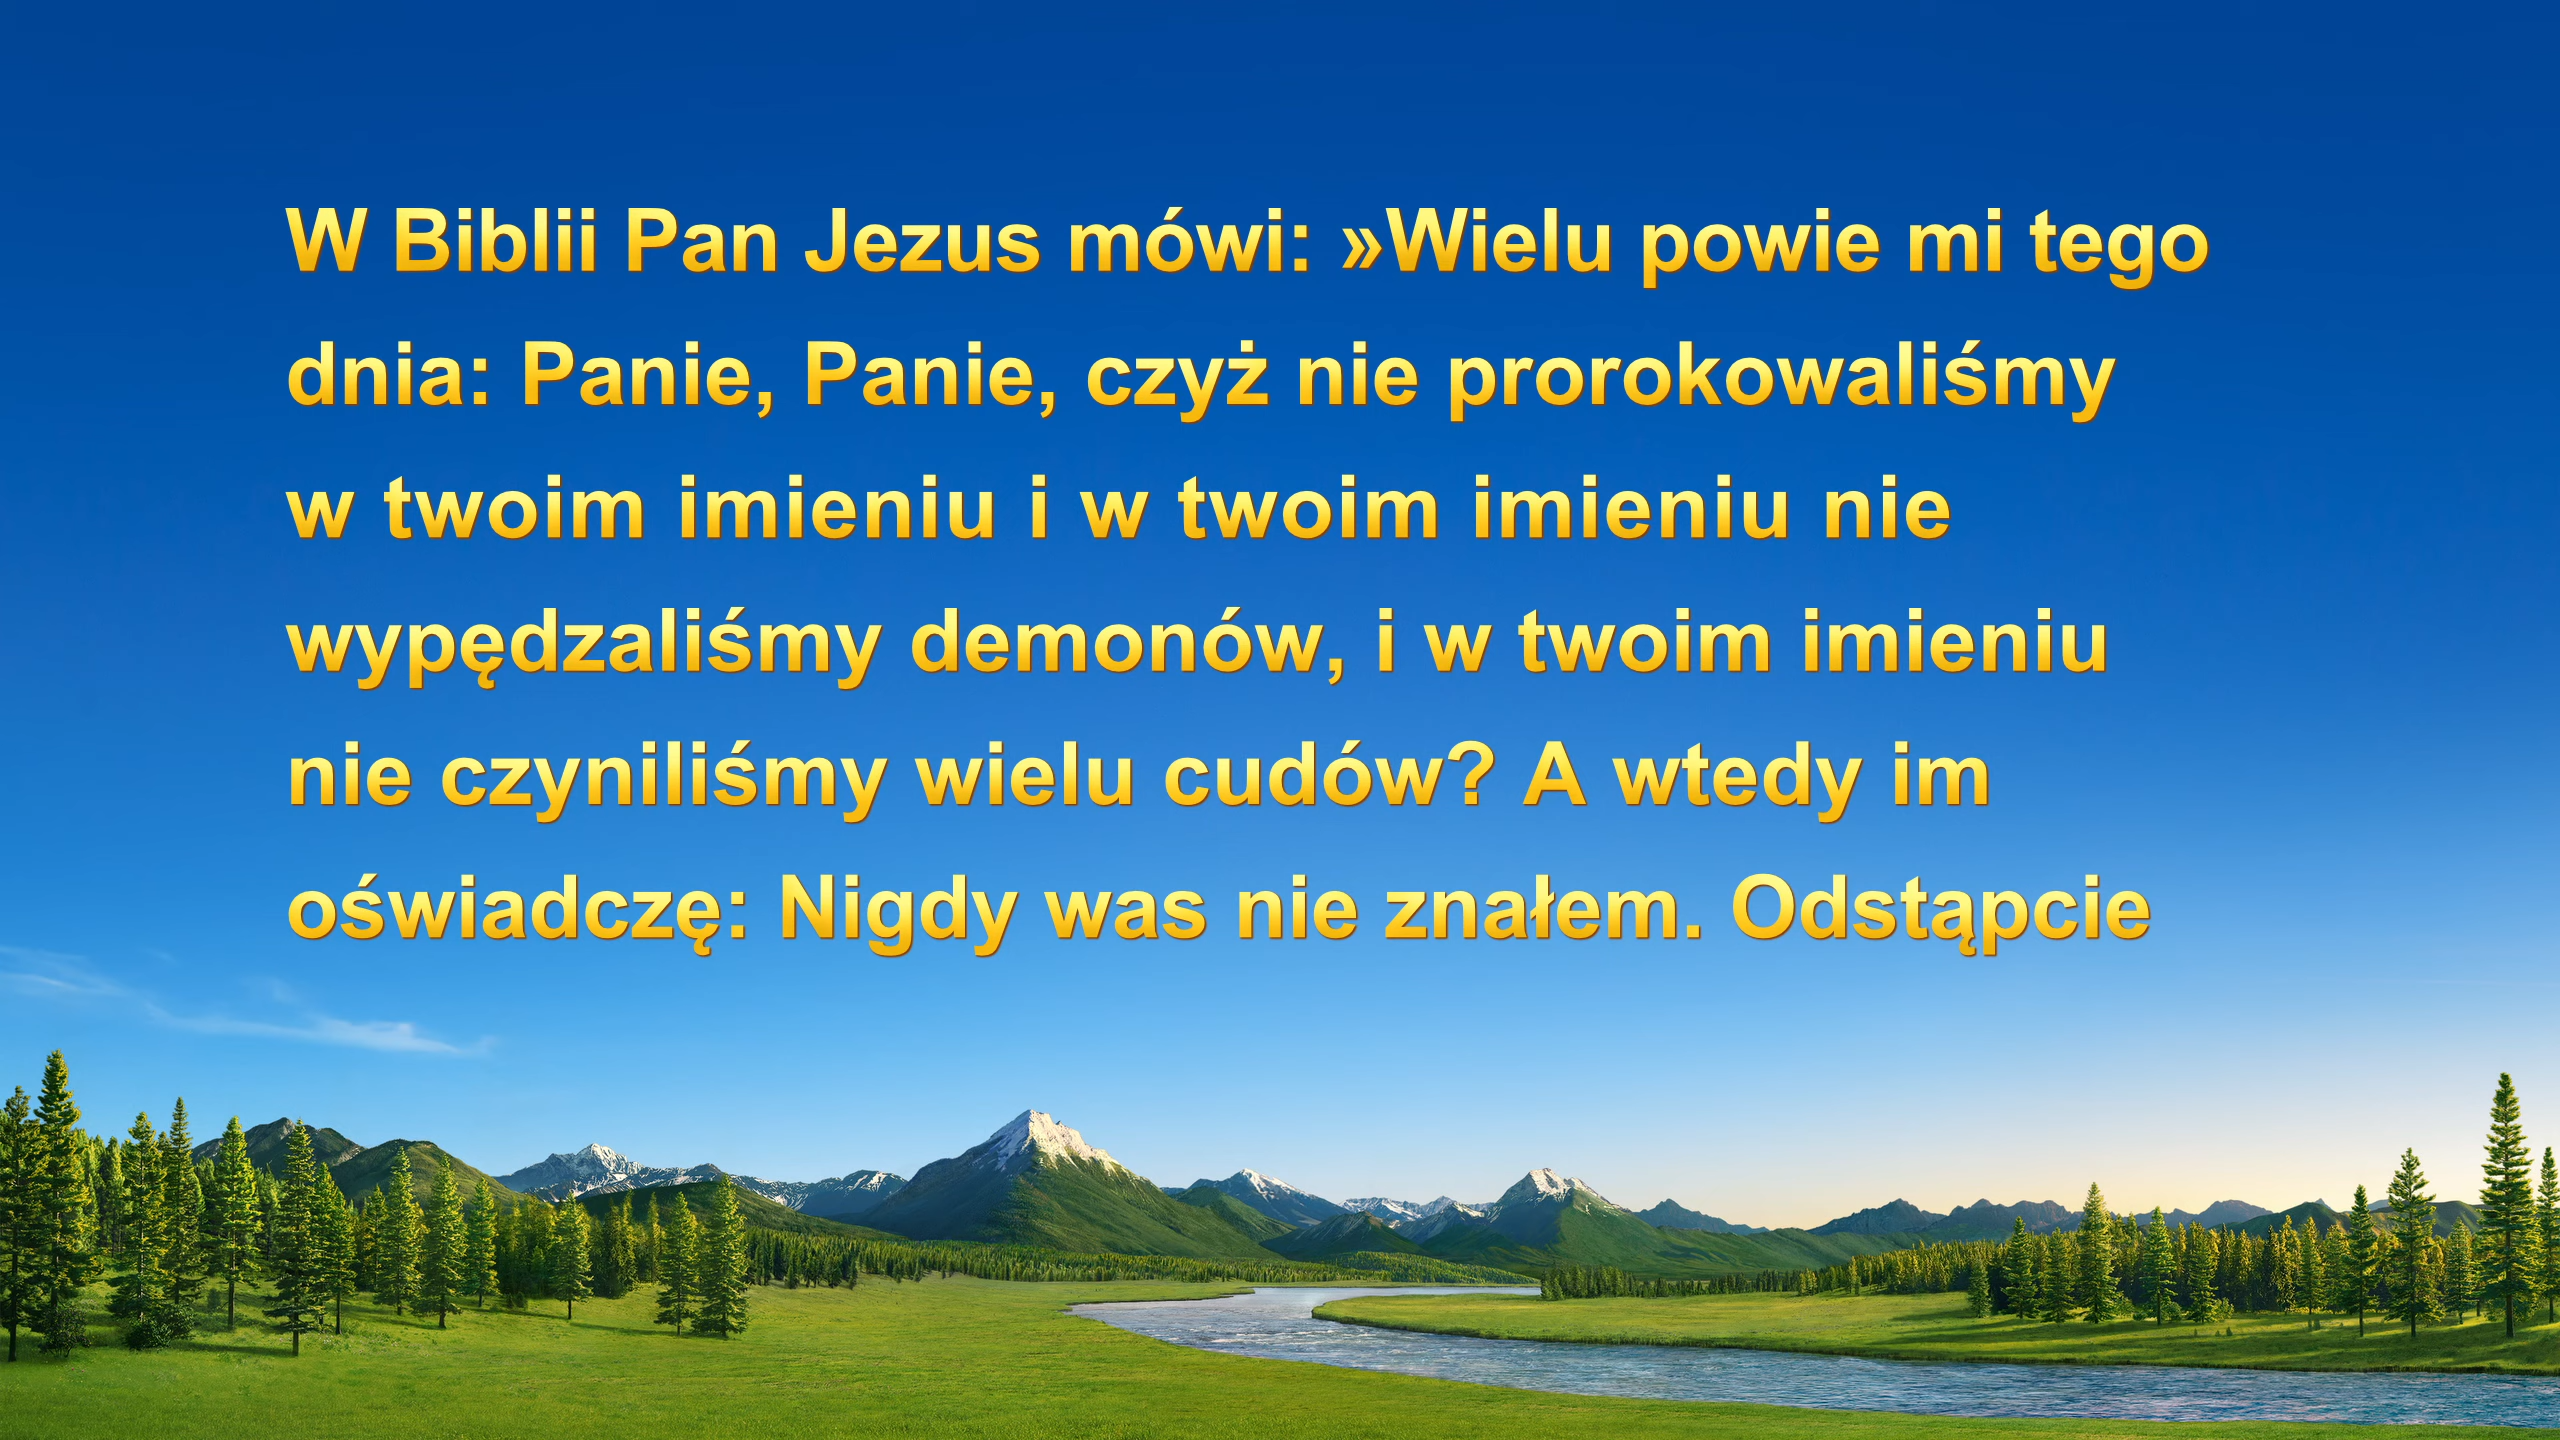 W Biblii Pan Jezus mówi: »Wielu powie mi tego
dnia: Panie, Panie, czyż nie prorokowaliśmy
w twoim imieniu i w twoim imieniu nie
wypędzaliśmy demonów, i w twoim imieniu
nie czyniliśmy wielu cudów? A wtedy im
oświadczę: Nigdy was nie znałem. Odstąpcie